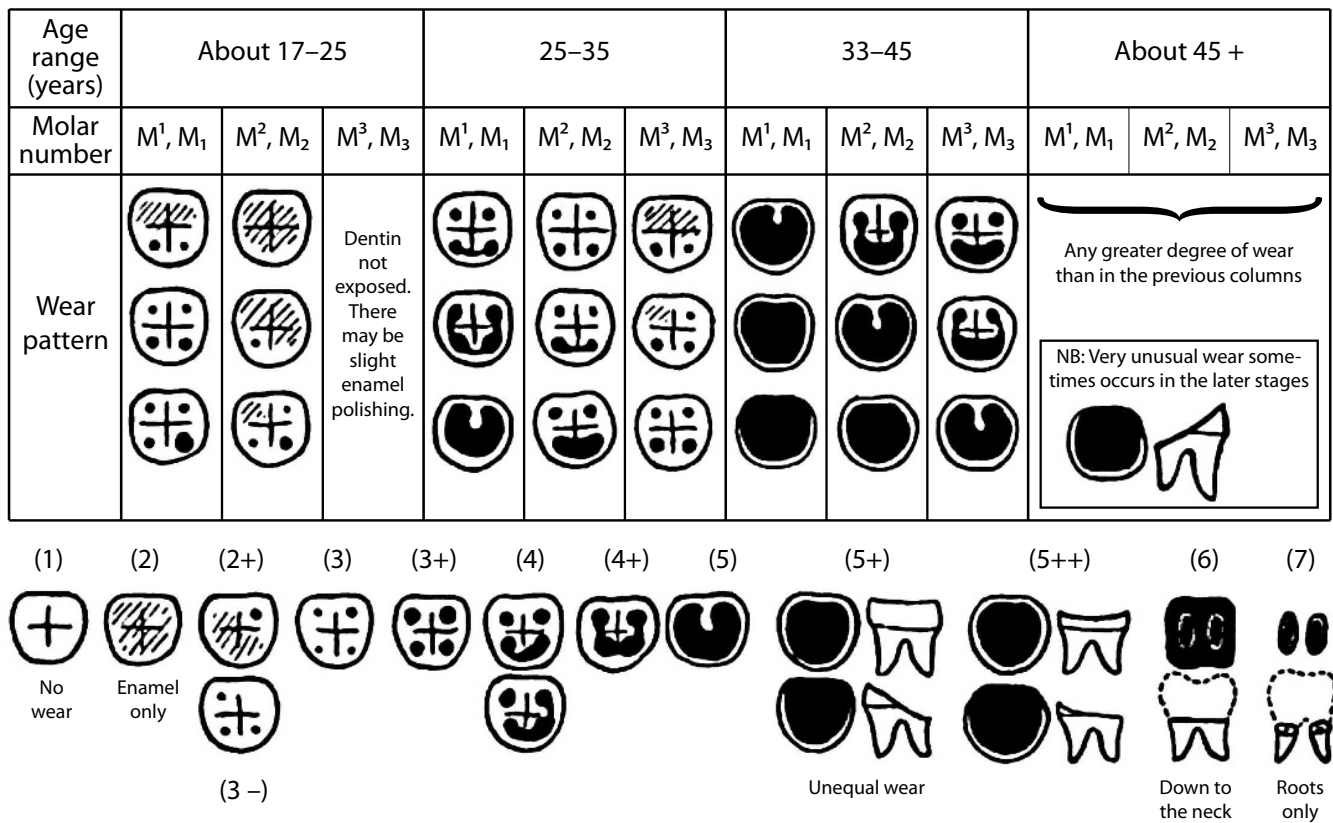 Age range (years)
About 17–25
25–35
33–45
About 45 +
Molar number
M¹, M₁
M², M₂
M³, M₃
M¹, M₁
M², M₂
M³, M₃
M¹, M₁
M², M₂
M³, M₃
M¹, M₁
M², M₂
M³, M₃
Wear
pattern
Dentin
not
exposed.
There
may be
slight
enamel
polishing.
Any greater degree of wear
than in the previous columns
NB: Very unusual wear some-
times occurs in the later stages
(1)
(2)
(2+)
(3)
(3+)
(4)
(4+)
(5)
(5+)
(5++)
(6)
(7)
No
wear
Enamel
only
(3 –)
Unequal wear
Down to
the neck
Roots
only